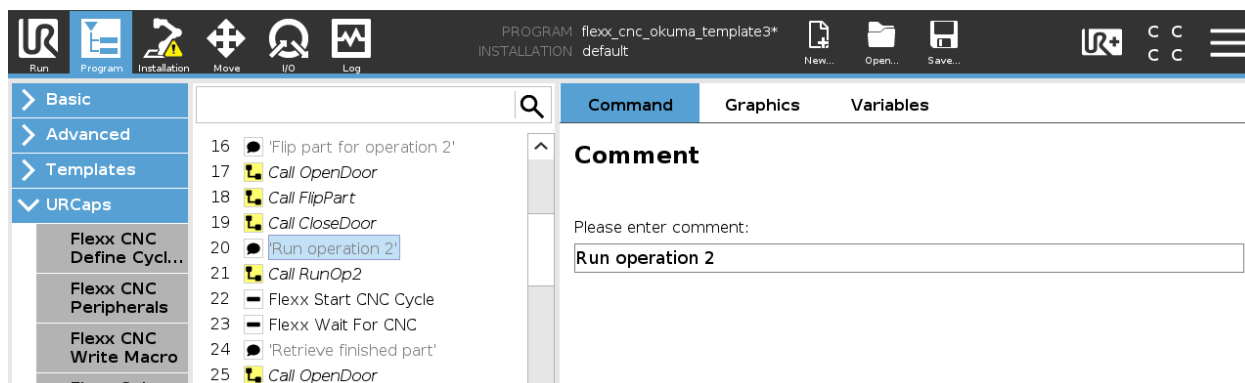 PROGRAM flexx_cnc_okuma_template3*
INSTALLATION default
UR
Run
Program
Installation
Move
I/O
Log
New...
Open...
Save...
UR+
C C
C C
Basic
Advanced
Templates
URCaps
Flexx CNC
Define Cycl...
Flexx CNC
Peripherals
Flexx CNC
Write Macro
16 'Flip part for operation 2'
17 Call OpenDoor
18 Call FlipPart
19 Call CloseDoor
20 'Run operation 2'
21 Call RunOp2
22 Flexx Start CNC Cycle
23 Flexx Wait For CNC
24 'Retrieve finished part'
25 Call OpenDoor
Command Graphics Variables
Comment
Please enter comment:
Run operation 2